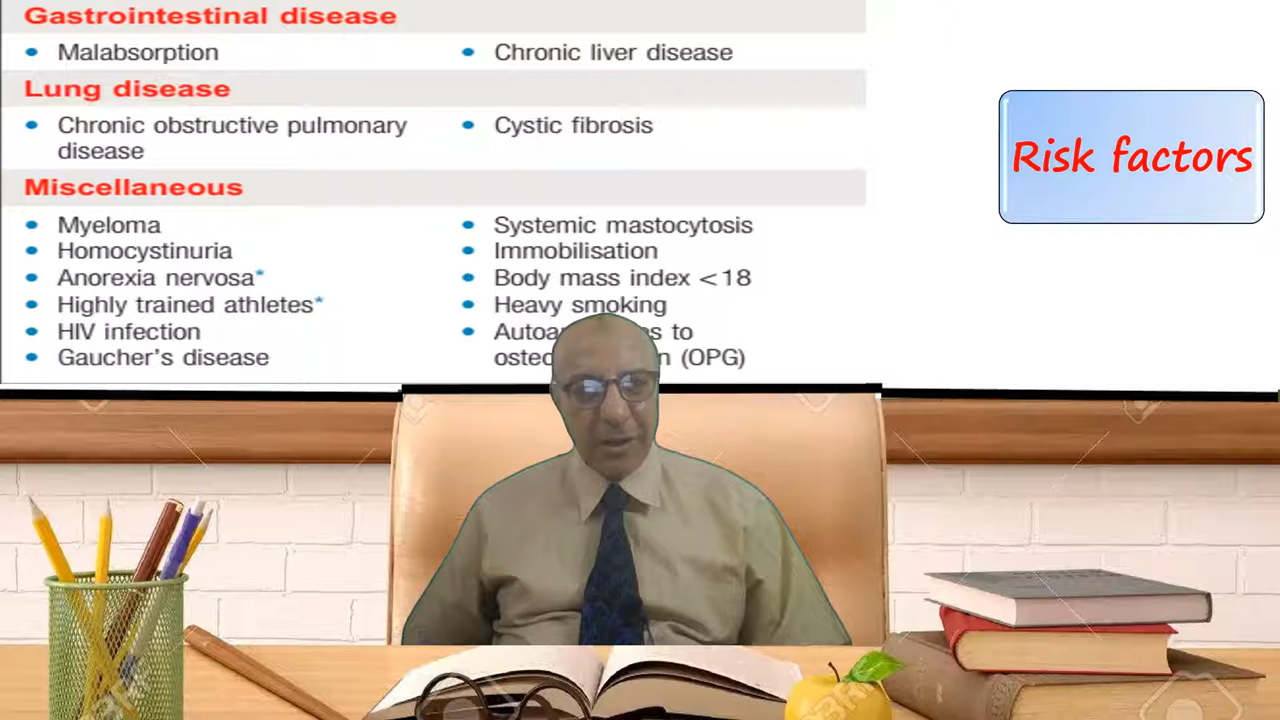 Gastrointestinal disease
• Malabsorption
• Chronic liver disease
Lung disease
• Chronic obstructive pulmonary
disease
• Cystic fibrosis
Miscellaneous
• Myeloma
• Homocystinuria
• Anorexia nervosa*
• Highly trained athletes*
• HIV infection
• Gaucher's disease
• Systemic mastocytosis
• Immobilisation
• Body mass index <18
• Heavy smoking
• to
(OPG)
Risk factors